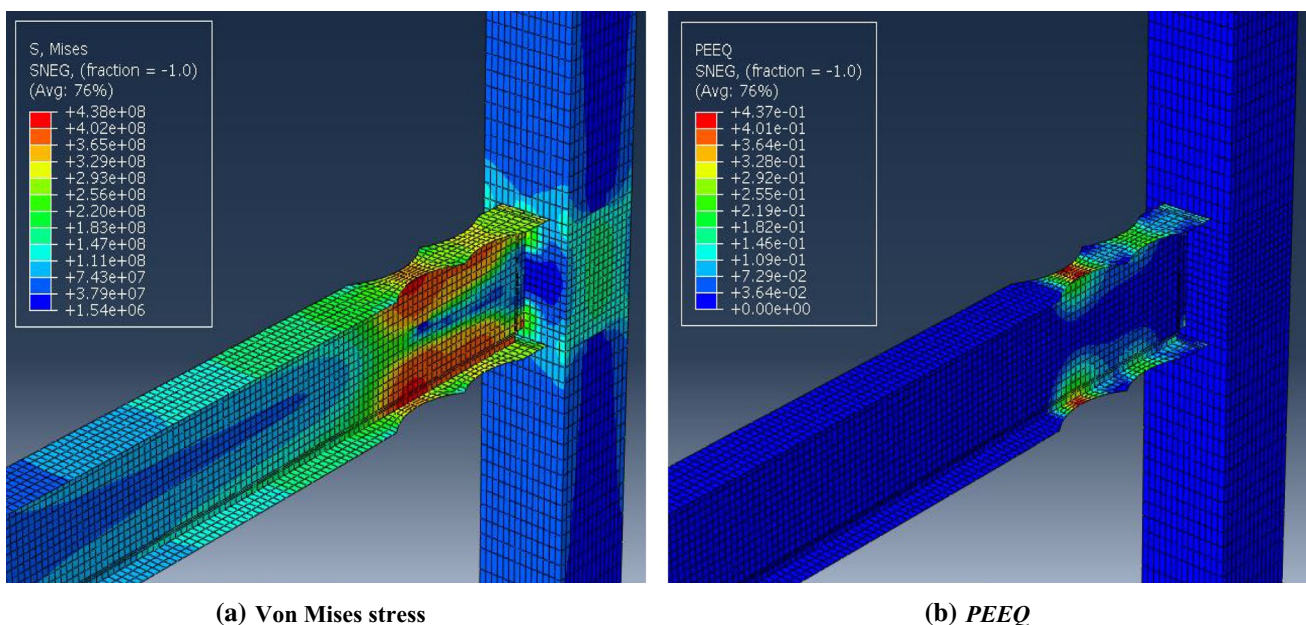 S, Mises
SNEG, (fraction = -1.0)
(Avg: 76%)
+4.38e+08
+4.02e+08
+3.65e+08
+3.29e+08
+2.93e+08
+2.56e+08
+2.20e+08
+1.83e+08
+1.47e+08
+1.11e+08
+7.43e+07
+3.79e+07
+1.54e+06
PEEQ
SNEG, (fraction = -1.0)
(Avg: 76%)
+4.37e-01
+4.01e-01
+3.64e-01
+3.28e-01
+2.92e-01
+2.55e-01
+2.19e-01
+1.82e-01
+1.46e-01
+1.09e-01
+7.29e-02
+3.64e-02
+0.00e+00
(a) Von Mises stress
(b) PEEQ